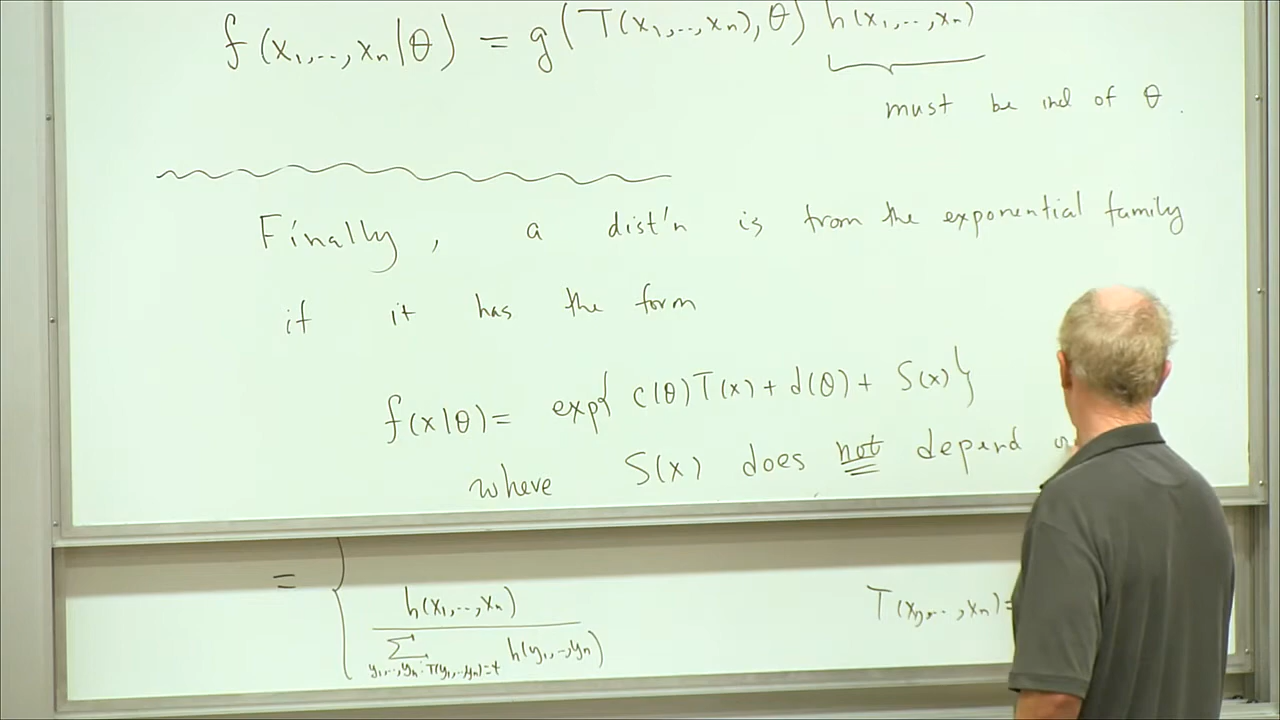 f(x₁,..,xₙ|θ) = g(T(x₁,..,xₙ),θ) h(x₁,..,xₙ)
must be ind of θ.
Finally, a dist'n is from the exponential family
if it has the form
f(x|θ) = exp{ c(θ)T(x) + d(θ) + S(x)}
where S(x) does not depend
= { h(x₁,..,xₙ)
T(x₁,..,xₙ)=
∑ h(y₁,..,yₙ)
y₁,..,yₙ:T(y₁,..,yₙ)=t